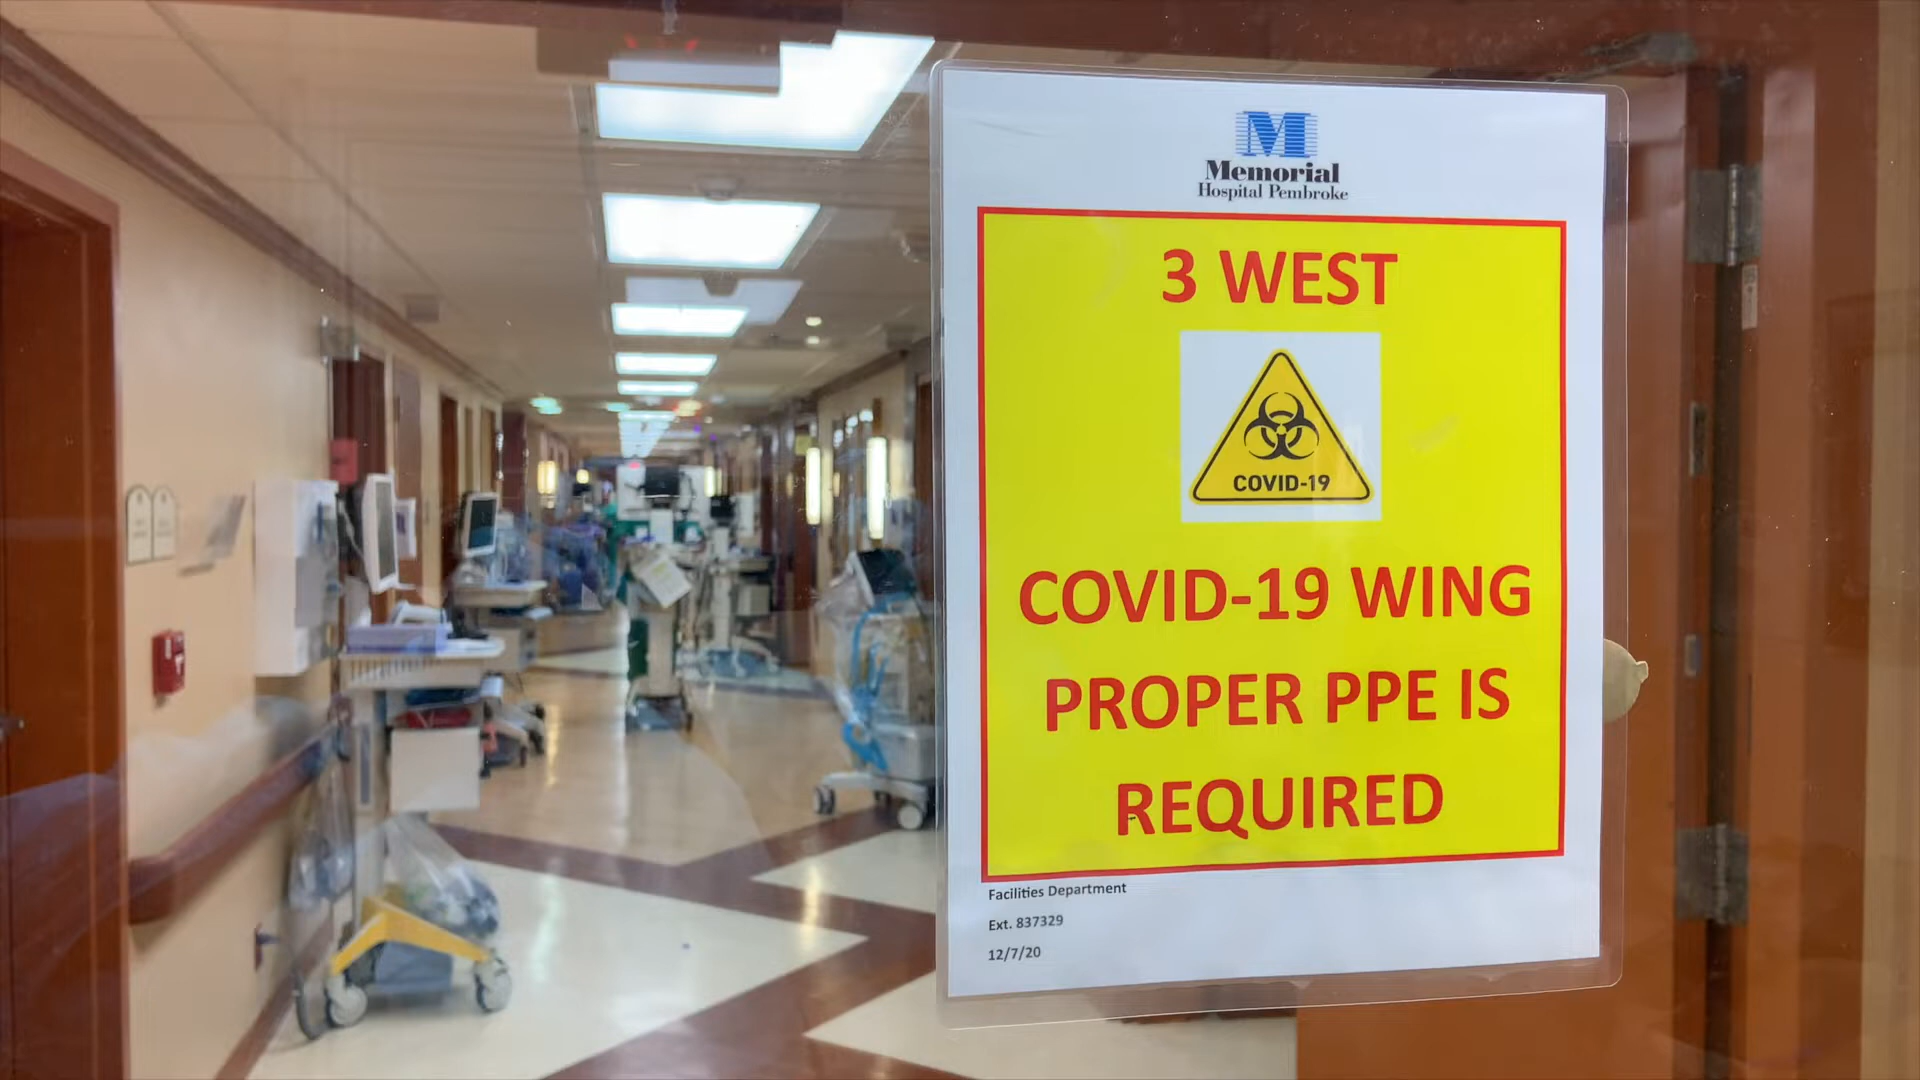 M
Memorial
Hospital Pembroke
3 WEST
COVID-19
COVID-19 WING
PROPER PPE IS
REQUIRED
Facilities Department
Ext. 837329
12/7/20